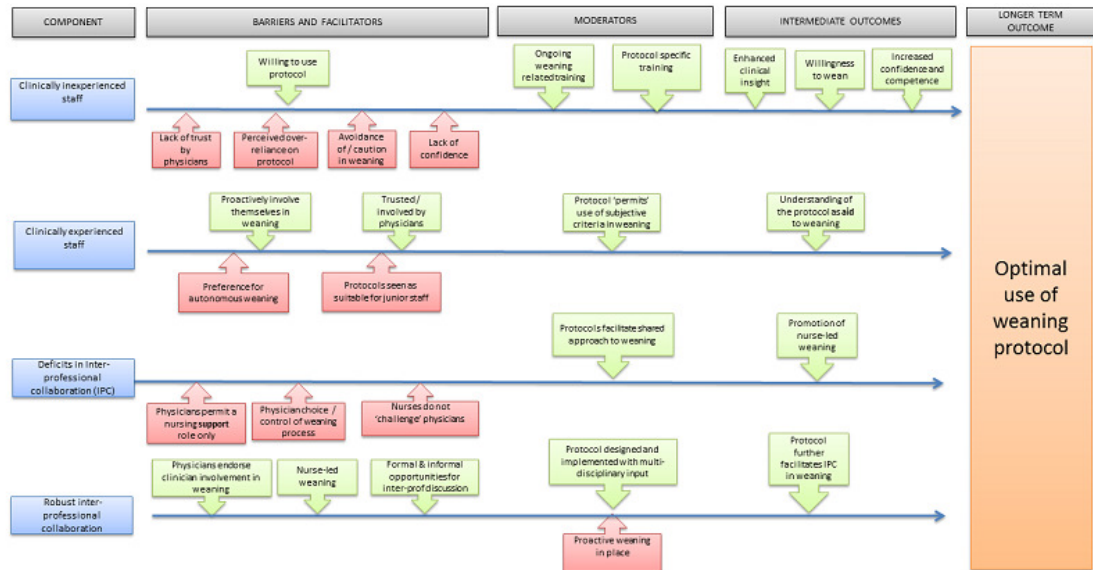 COMPONENT
BARRIERS AND FACILITATORS
MODERATORS
INTERMEDIATE OUTCOMES
LONGER TERM
OUTCOME
Clinically inexperienced
staff
Willing to use
protocol
Ongoing
weaning
related training
Protocol specific
training
Enhanced
clinical
insight
Willingness
to wean
Increased
confidence and
competence
Lack of trust
by
physicians
Perceived over-
reliance on
protocol
Avoidance
of / caution
in weaning
Lack of
confidence
Clinically experienced
staff
Proactively involve
themselves in
weaning
Trusted /
involved by
physicians
Protocol ‘permits’
use of subjective
criteria in weaning
Understanding
of the protocol as aid
to weaning
Preference for
autonomous weaning
Protocols seen as
suitable for junior staff
Deficits in Inter-
professional
collaboration (IPC)
Protocols facilitate shared
approach to weaning
Promotion of
nurse-led
weaning
Physicians permit a
nursing support
role only
Physician choice /
control of weaning
process
Nurses do not
‘challenge’ physicians
Robust inter-
professional
collaboration
Physicians endorse
clinician involvement in
weaning
Nurse-led
weaning
Formal & informal
opportunities for
inter-prof discussion
Protocol designed and
implemented with multi-
disciplinary input
Protocol
further
facilitates IPC
in weaning
Proactive weaning
in place
Optimal
use of
weaning
protocol